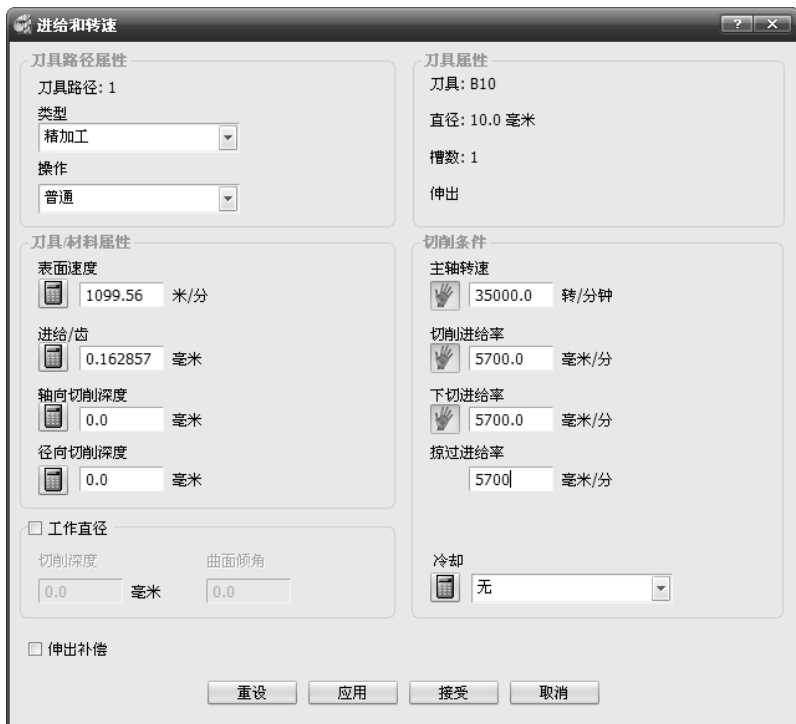 进给和转速
刀具路径属性
刀具路径: 1
类型
精加工
操作
普通
刀具属性
刀具: B10
直径: 10.0 毫米
槽数: 1
伸出
刀具/材料属性
表面速度
1099.56 米/分
进给/齿
0.162857 毫米
轴向切削深度
0.0 毫米
径向切削深度
0.0 毫米
切削条件
主轴转速
35000.0 转/分钟
切削进给率
5700.0 毫米/分
下切进给率
5700.0 毫米/分
掠过进给率
5700 毫米/分
冷却
无
工作直径
切削深度 曲面倾角
0.0 毫米 0.0
伸出补偿
重设 应用 接受 取消